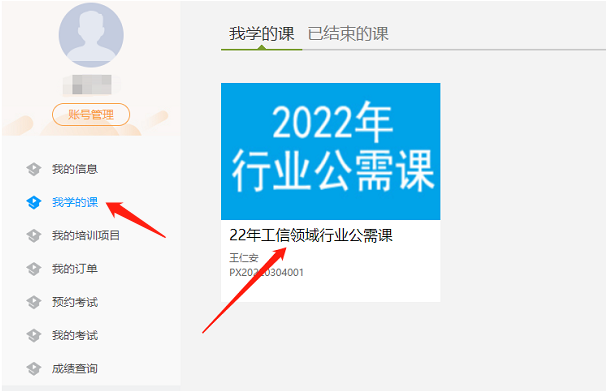 账号管理
我的信息
我学的课
我的培训项目
我的订单
预约考试
我的考试
成绩查询
我学的课 已结束的课
2022年
行业公需课
22年工信领域行业公需课
王仁安